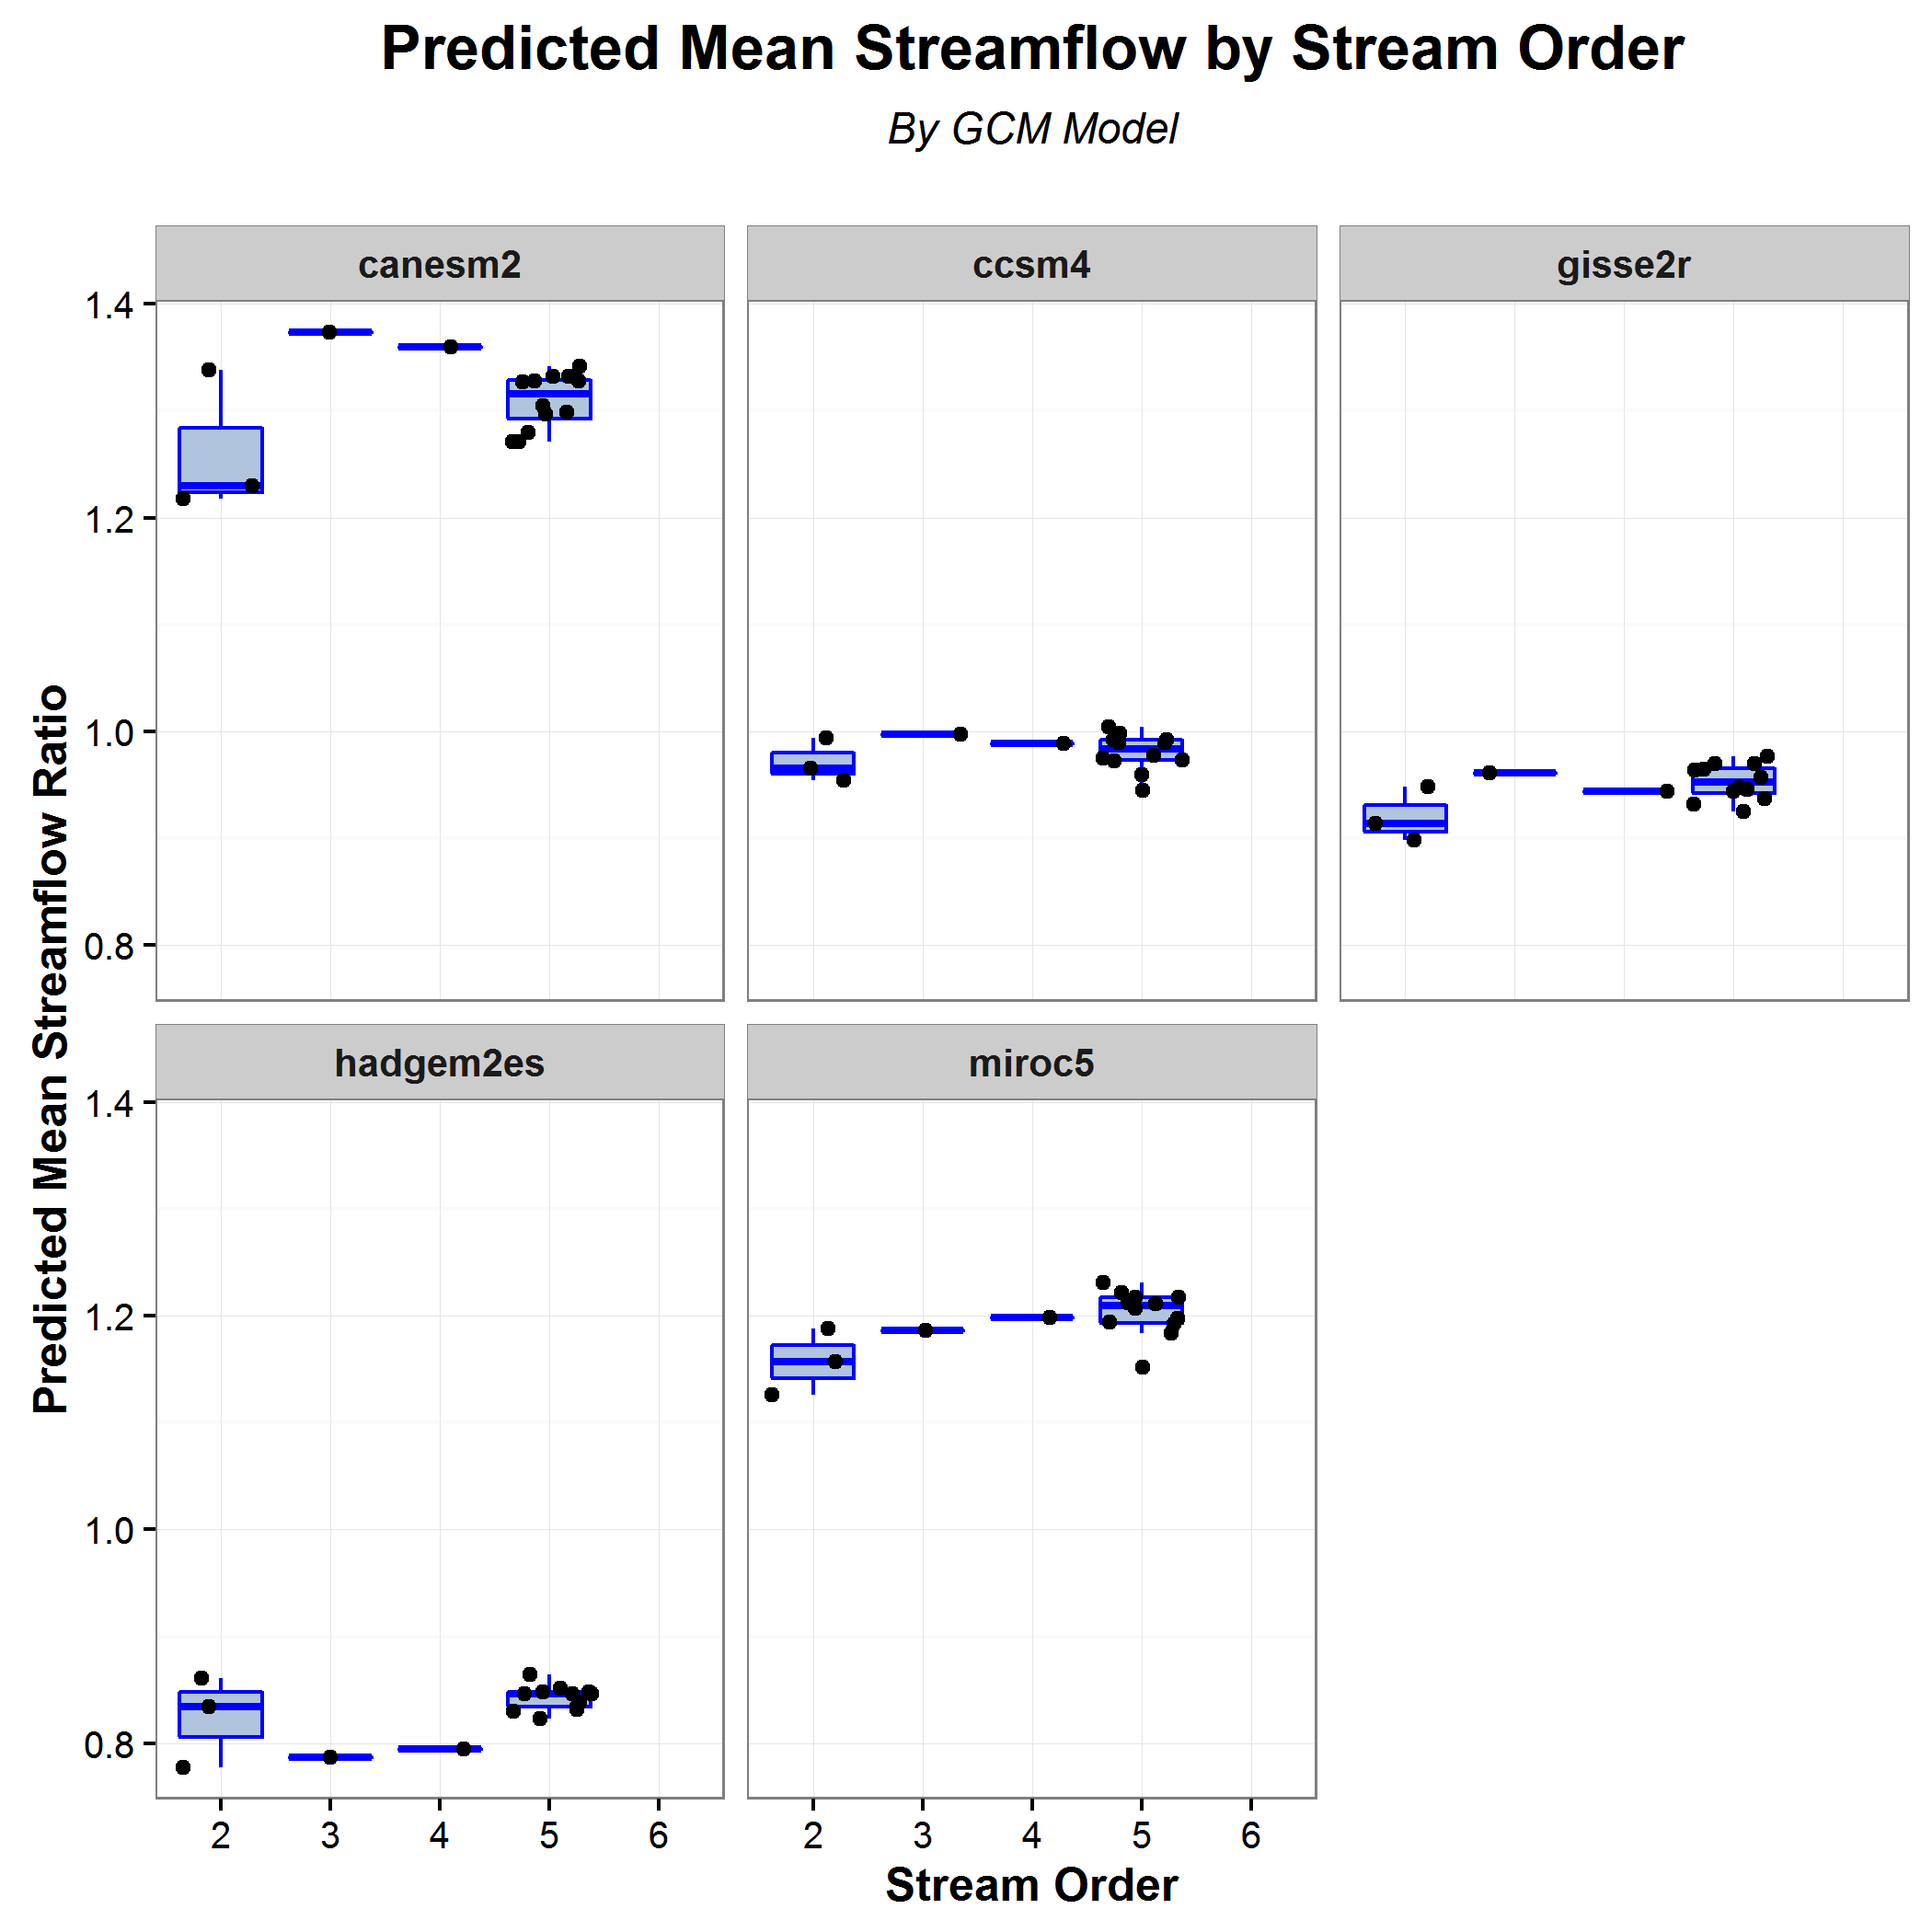 Predicted Mean Streamflow by Stream Order
By GCM Model
canesm2
ccsm4
gisse2r
1.4
1.2
1.0
0.8
Predicted Mean Streamflow Ratio
hadgem2es
miroc5
1.4
1.2
1.0
0.8
2 3 4 5 6
2 3 4 5 6
Stream Order